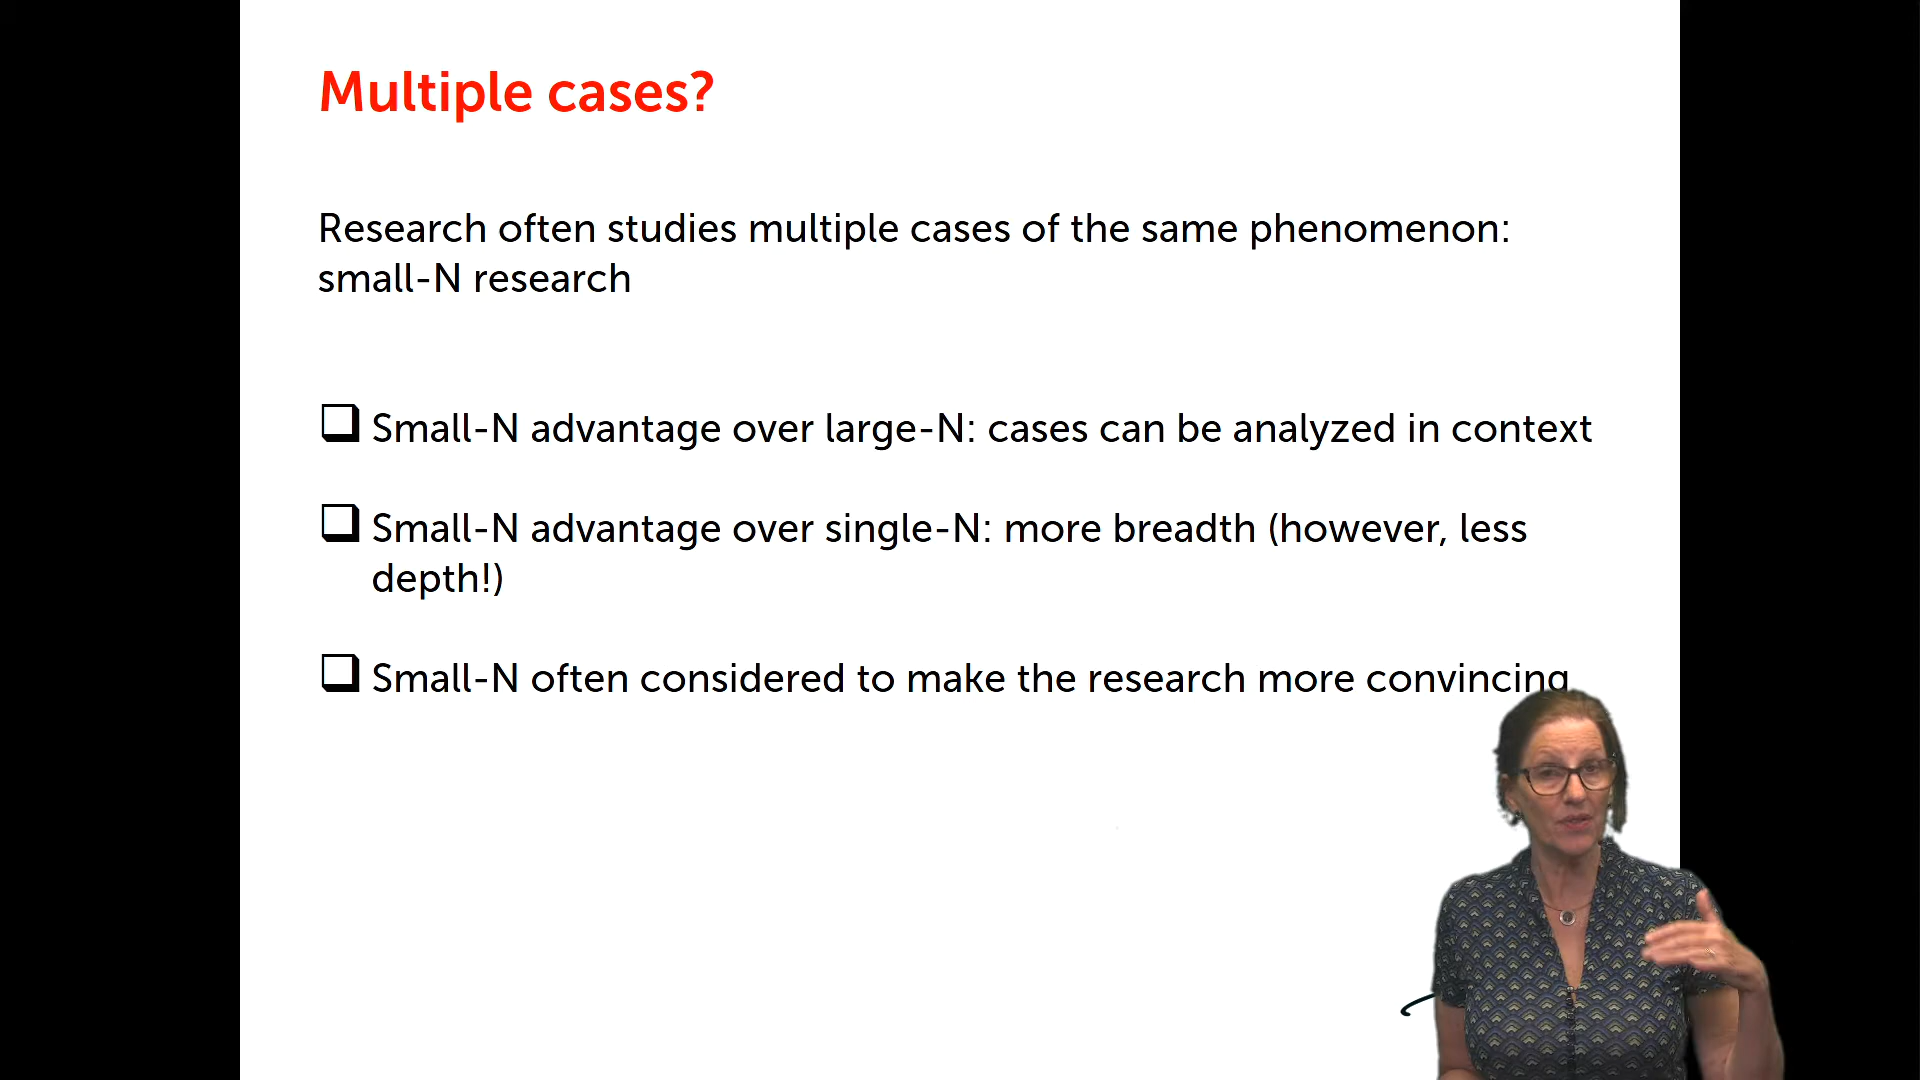 Multiple cases?
Research often studies multiple cases of the same phenomenon:
small-N research
Small-N advantage over large-N: cases can be analyzed in context
Small-N advantage over single-N: more breadth (however, less
depth!)
Small-N often considered to make the research more convincing